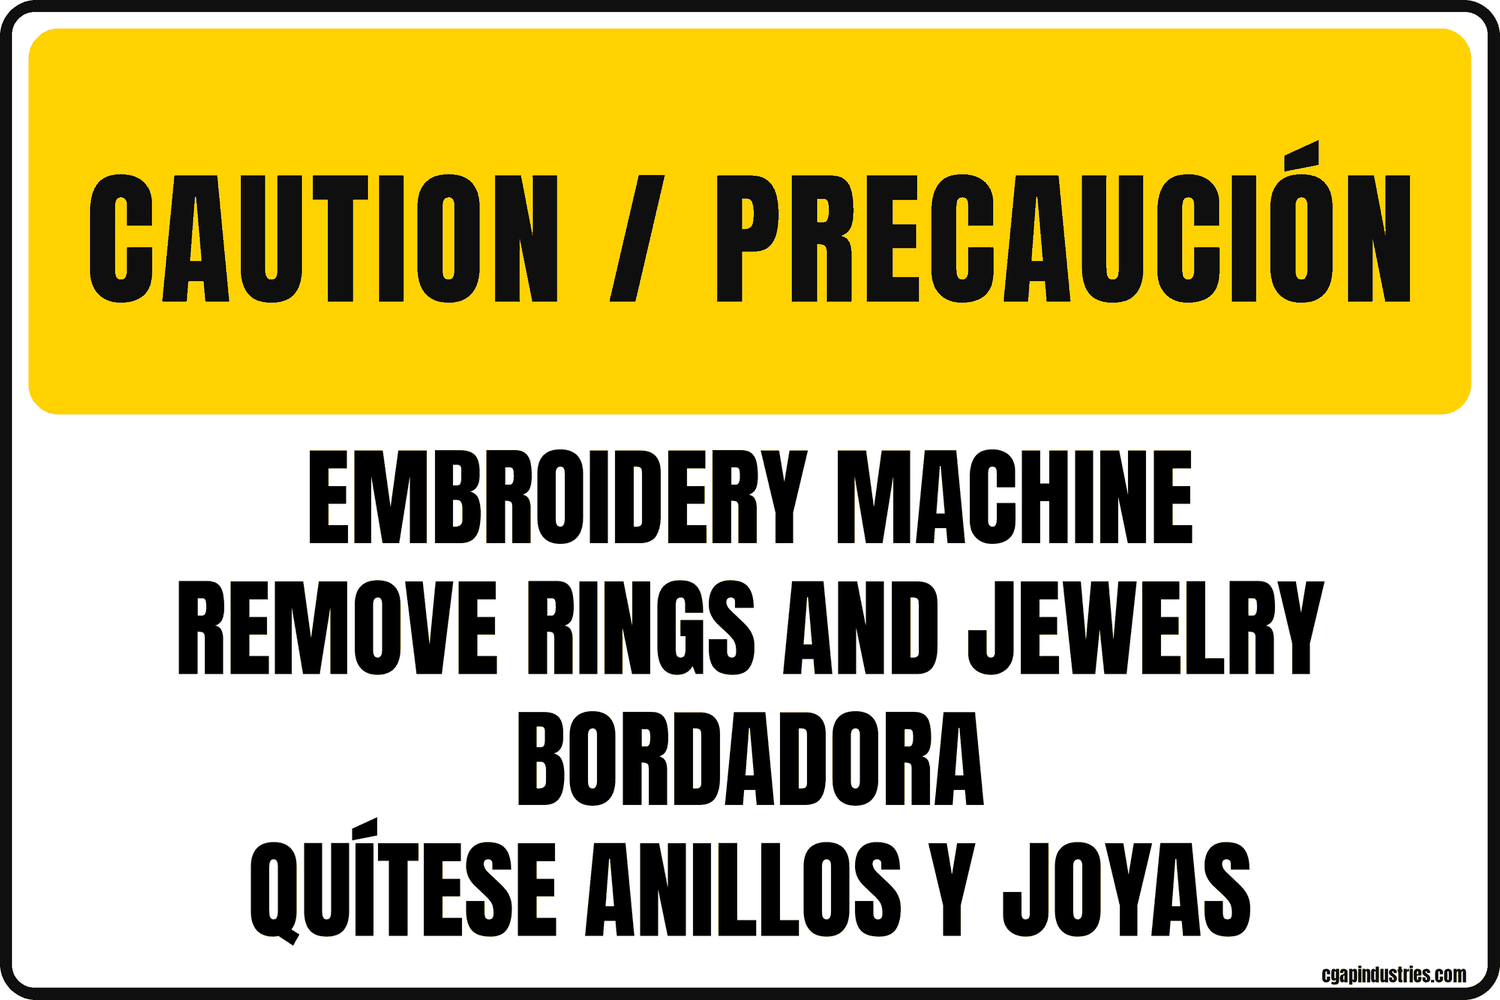 CAUTION / PRECAUCIÓN
EMBROIDERY MACHINE
REMOVE RINGS AND JEWELRY
BORDADORA
QUÍTESE ANILLOS Y JOYAS
cgapindustries.com